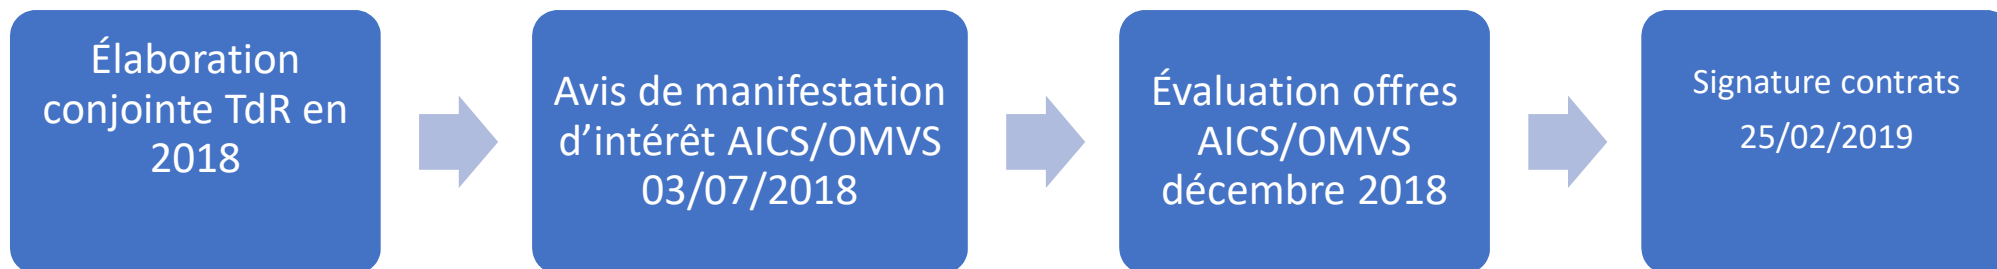 Élaboration
conjointe TdR en
2018
Avis de manifestation
d’intérêt AICS/OMVS
03/07/2018
Évaluation offres
AICS/OMVS
décembre 2018
Signature contrats
25/02/2019